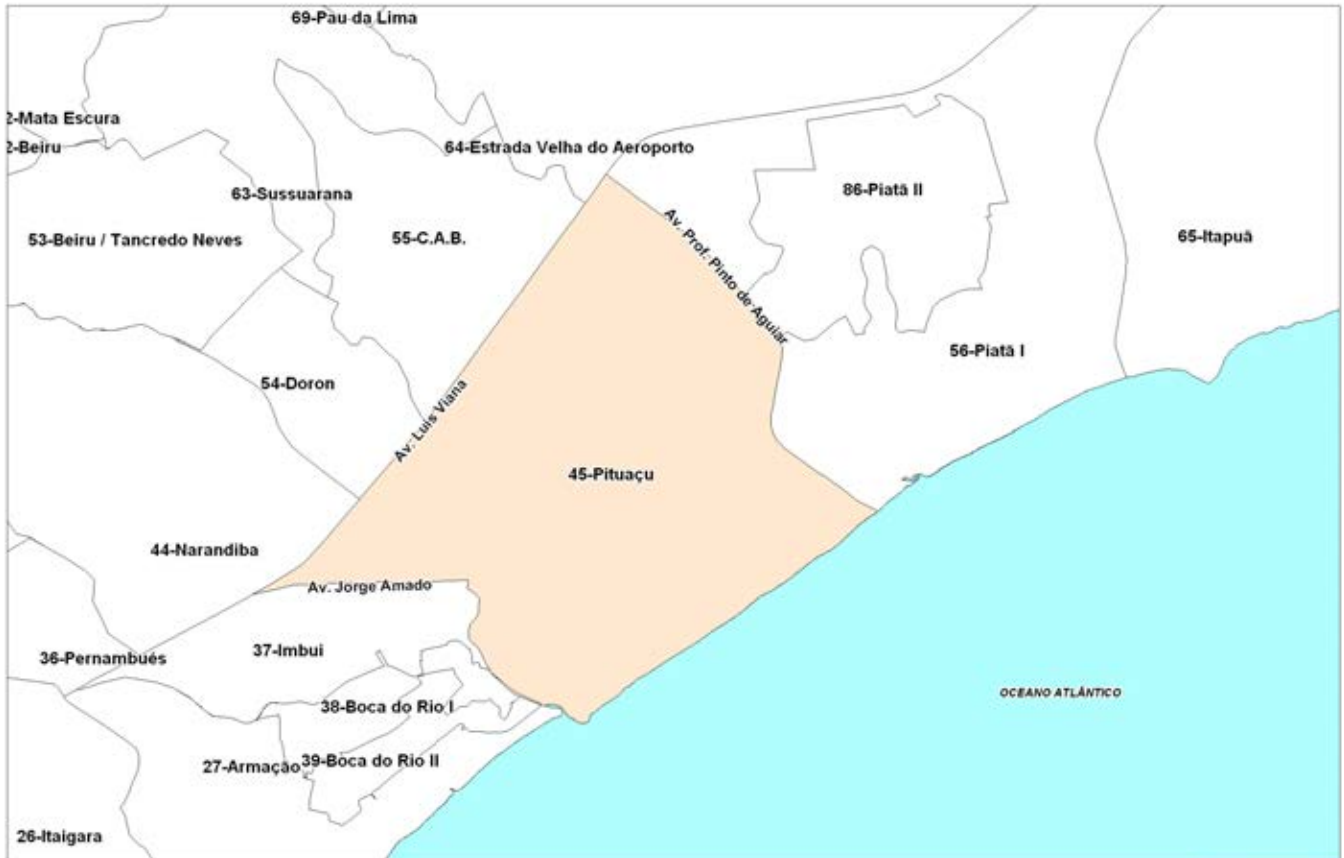 69-Pau da Lima
2-Mata Escura
2-Beiru
64-Estrada Velha do Aeroporto
63-Sussuarana
86-Piatã II
53-Beiru / Tancredo Neves
55-C.A.B.
Av. Prof. Pinto de Aguiar
65-Itapuã
56-Piatã I
54-Doron
Av. Luis Viana
45-Pituaçu
44-Narandiba
Av. Jorge Amado
37-Imbui
36-Pernambués
OCEANO ATLÂNTICO
38-Boca do Rio I
39-Boca do Rio II
27-Armação
26-Itaigara